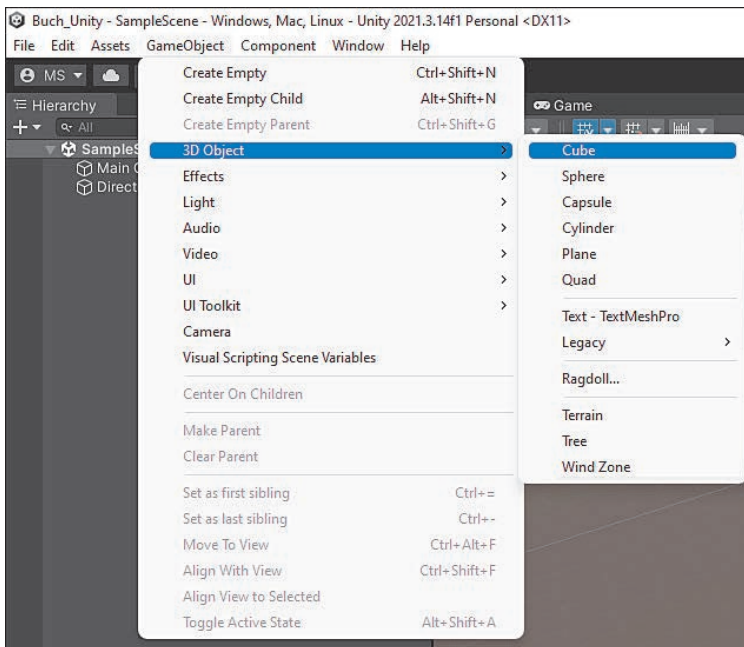 Buch_Unity - SampleScene - Windows, Mac, Linux - Unity 2021.3.14f1 Personal <DX11>
File Edit Assets GameObject Component Window Help
MS
Hierarchy
All
SampleS
Main C
Direct
Create Empty Ctrl+Shift+N
Create Empty Child Alt+Shift+N
Create Empty Parent Ctrl+Shift+G
3D Object
Effects
Light
Audio
Video
UI
UI Toolkit
Camera
Visual Scripting Scene Variables
Center On Children
Make Parent
Clear Parent
Set as first sibling Ctrl+=
Set as last sibling Ctrl+-
Move To View Ctrl+Alt+F
Align With View Ctrl+Shift+F
Align View to Selected
Toggle Active State Alt+Shift+A
Game
Cube
Sphere
Capsule
Cylinder
Plane
Quad
Text - TextMeshPro
Legacy
Ragdoll...
Terrain
Tree
Wind Zone